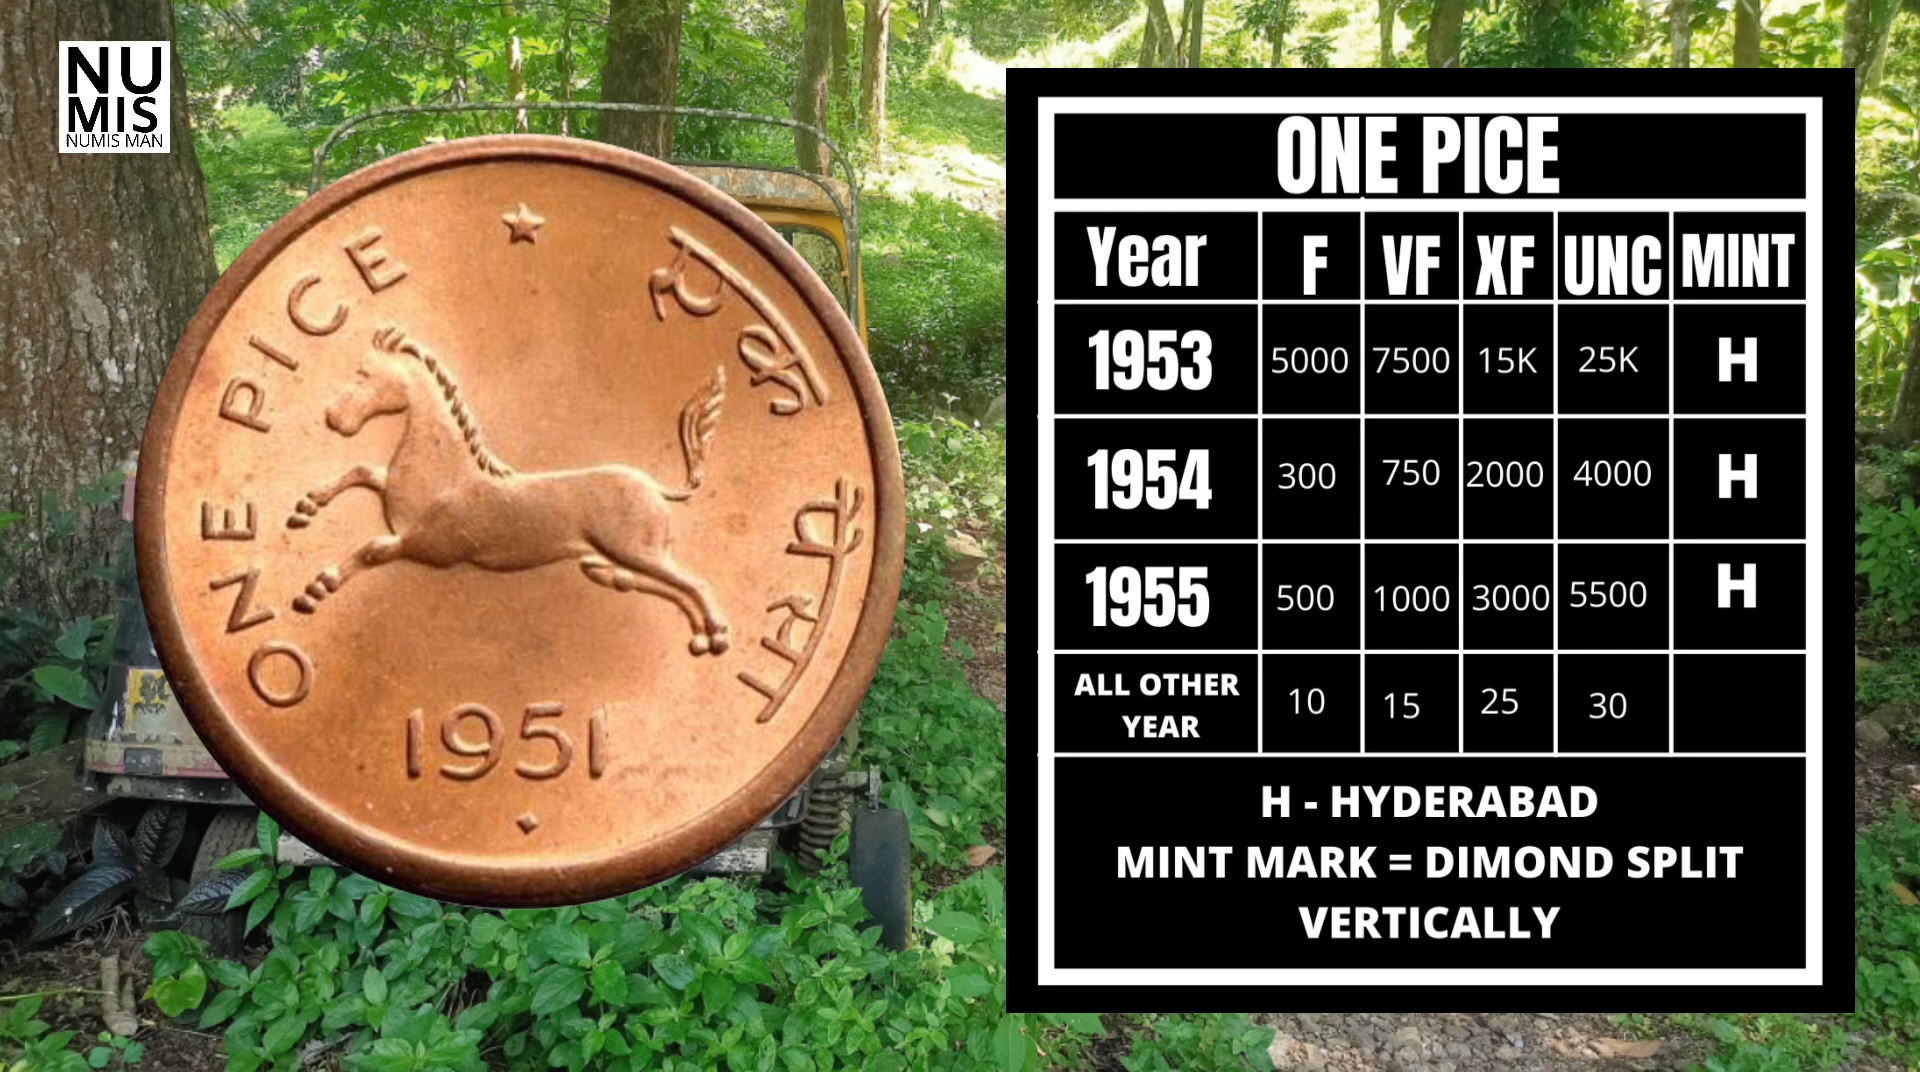 NU
MIS
NUMIS MAN
ONE PICE
एक पैसा
1951
ONE PICE
Year F VF XF UNC MINT
1953 5000 7500 15K 25K H
1954 300 750 2000 4000 H
1955 500 1000 3000 5500 H
ALL OTHER
YEAR 10 15 25 30
H - HYDERABAD
MINT MARK = DIMOND SPLIT
VERTICALLY